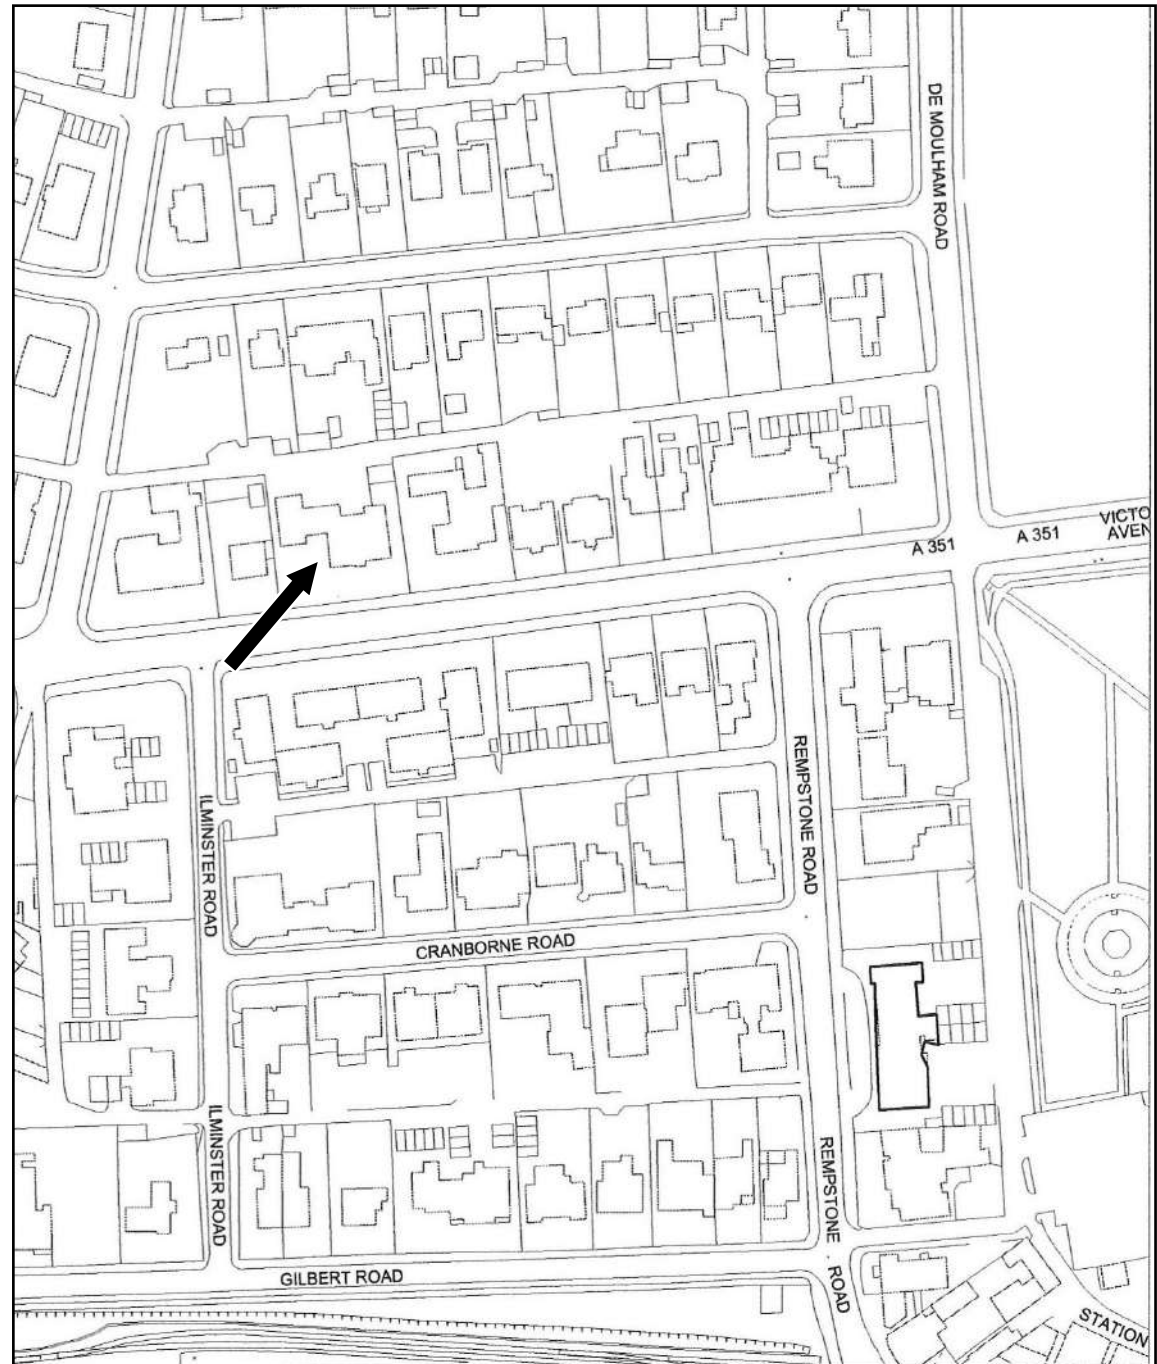 DE MOULHAM ROAD
A 351
A 351
VICTO
AVEN
ILMINSTER ROAD
REMPSTONE ROAD
CRANBORNE ROAD
ILMINSTER ROAD
REMPSTONE ROAD
GILBERT ROAD
STATION